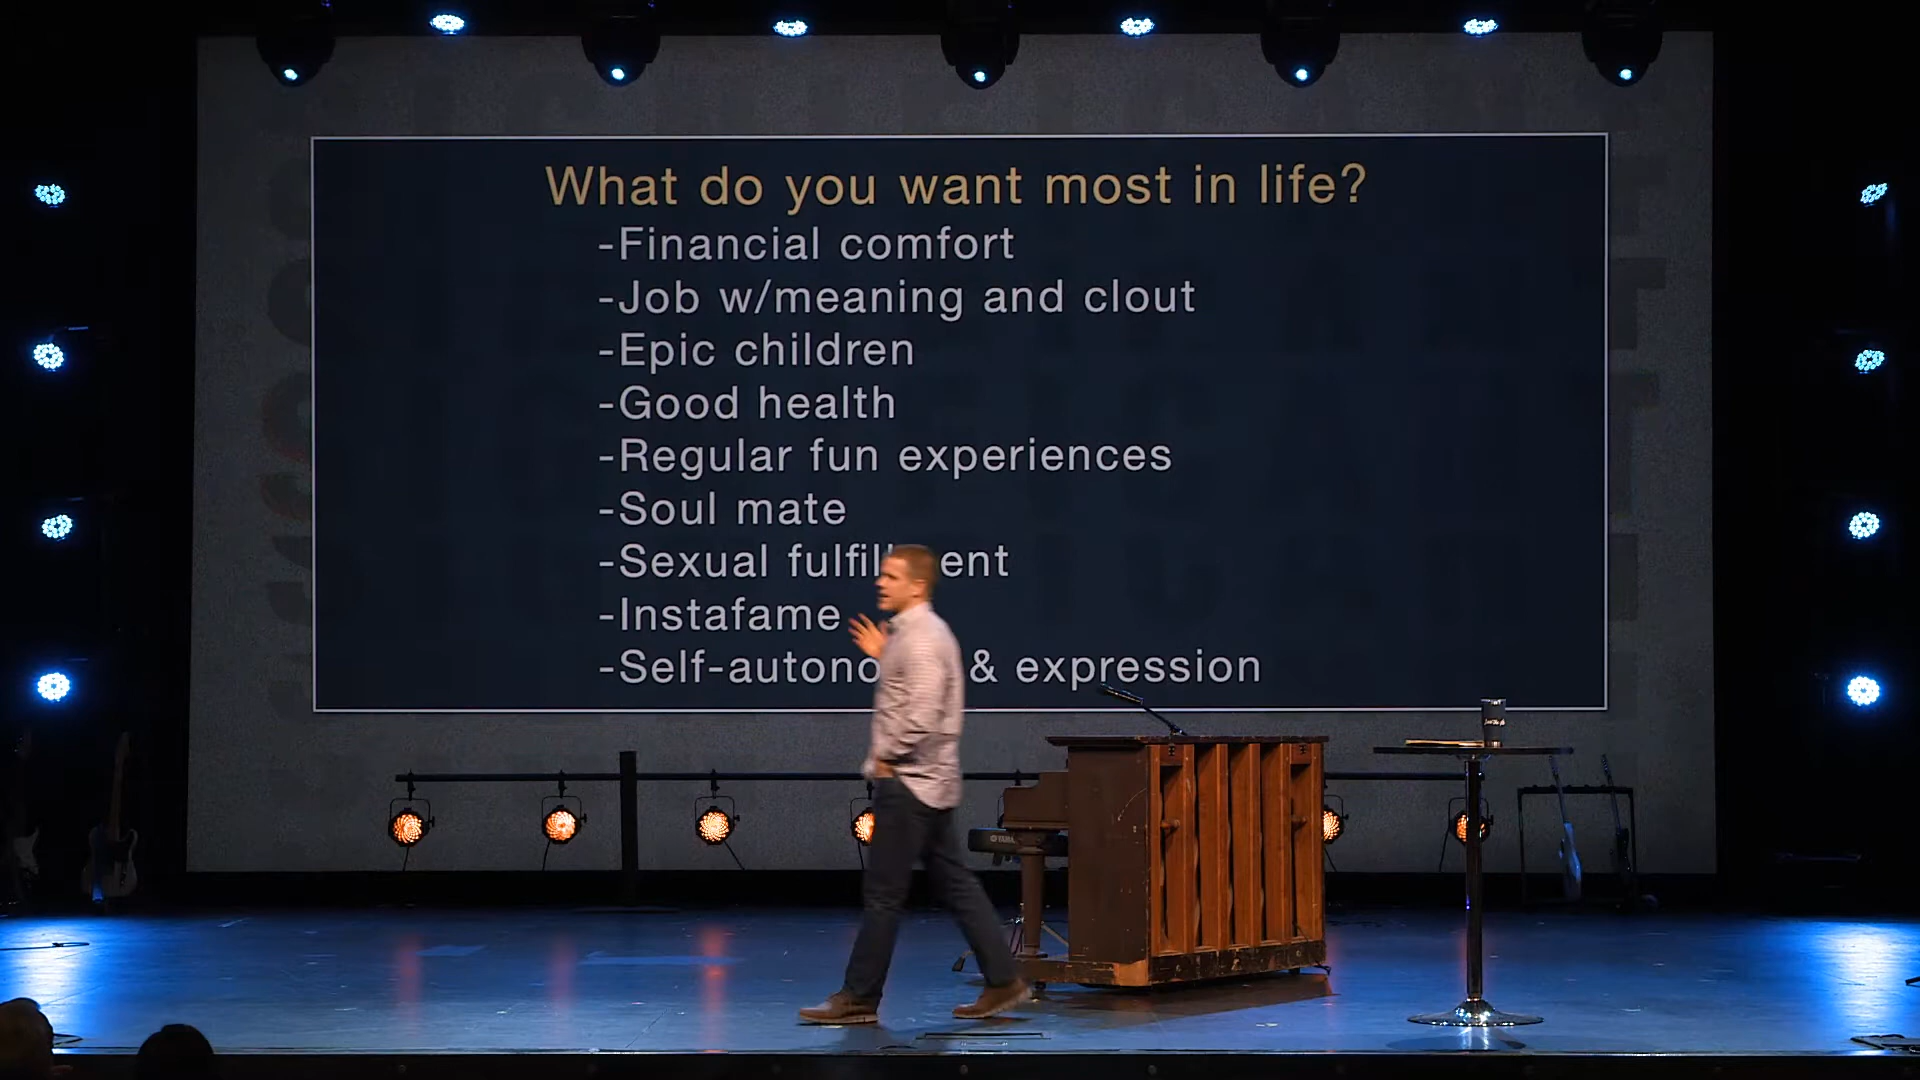 What do you want most in life?
-Financial comfort
-Job w/meaning and clout
-Epic children
-Good health
-Regular fun experiences
-Soul mate
-Sexual
-Instafame
& expression